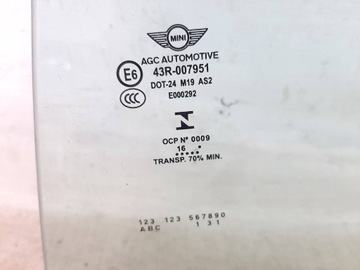 MINI
AGC AUTOMOTIVE
E6 43R-007951
DOT-24 M19 AS2
CCC E000292
OCP Nº 0009
16 .....
TRANSP. 70% MIN.
123 123 567890
ABC 1 31